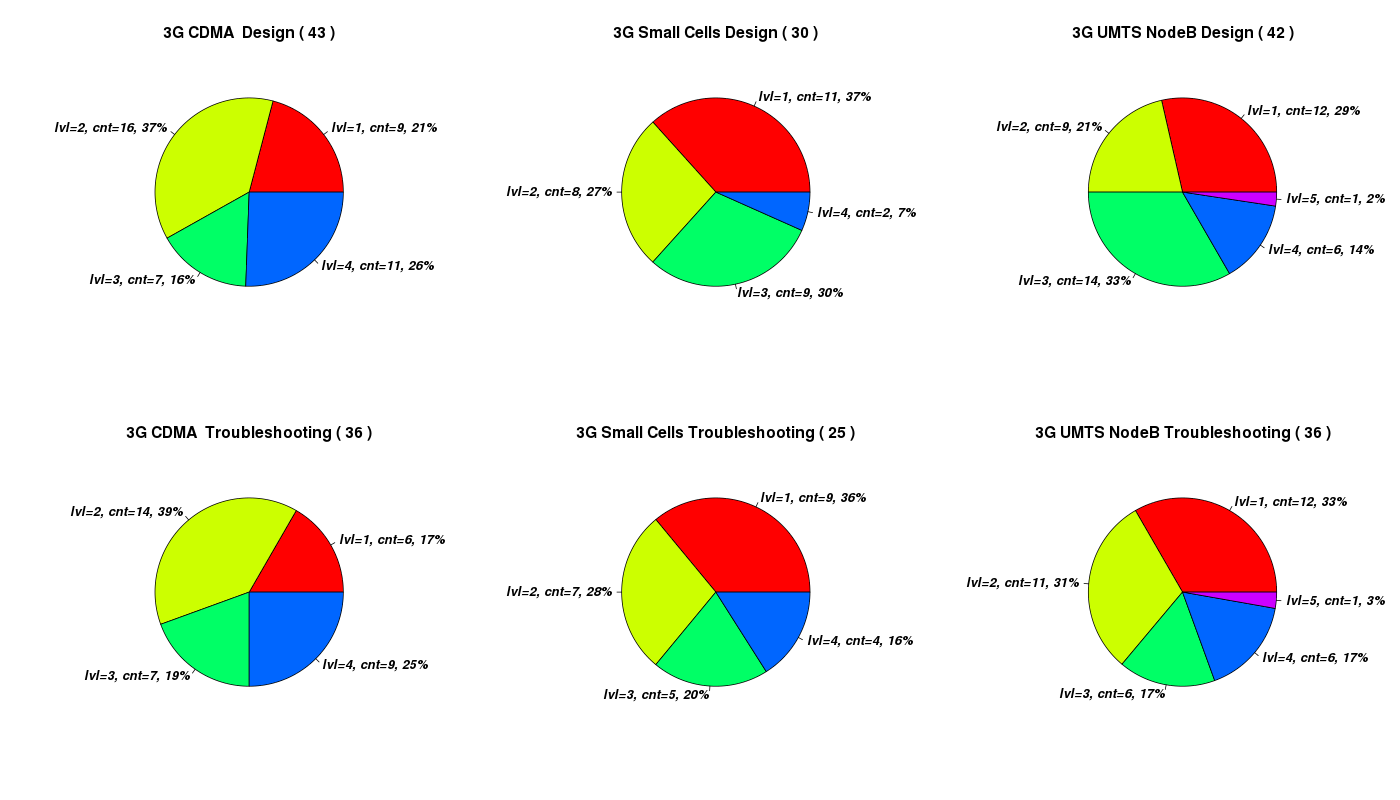 3G CDMA  Design ( 43 )
lvl=1, cnt=9, 21%
lvl=2, cnt=16, 37%
lvl=3, cnt=7, 16%
lvl=4, cnt=11, 26%
3G Small Cells Design ( 30 )
lvl=1, cnt=11, 37%
lvl=2, cnt=8, 27%
lvl=3, cnt=9, 30%
lvl=4, cnt=2, 7%
3G UMTS NodeB Design ( 42 )
lvl=1, cnt=12, 29%
lvl=2, cnt=9, 21%
lvl=3, cnt=14, 33%
lvl=4, cnt=6, 14%
lvl=5, cnt=1, 2%
3G CDMA  Troubleshooting ( 36 )
lvl=1, cnt=6, 17%
lvl=2, cnt=14, 39%
lvl=3, cnt=7, 19%
lvl=4, cnt=9, 25%
3G Small Cells Troubleshooting ( 25 )
lvl=1, cnt=9, 36%
lvl=2, cnt=7, 28%
lvl=3, cnt=5, 20%
lvl=4, cnt=4, 16%
3G UMTS NodeB Troubleshooting ( 36 )
lvl=1, cnt=12, 33%
lvl=2, cnt=11, 31%
lvl=3, cnt=6, 17%
lvl=4, cnt=6, 17%
lvl=5, cnt=1, 3%